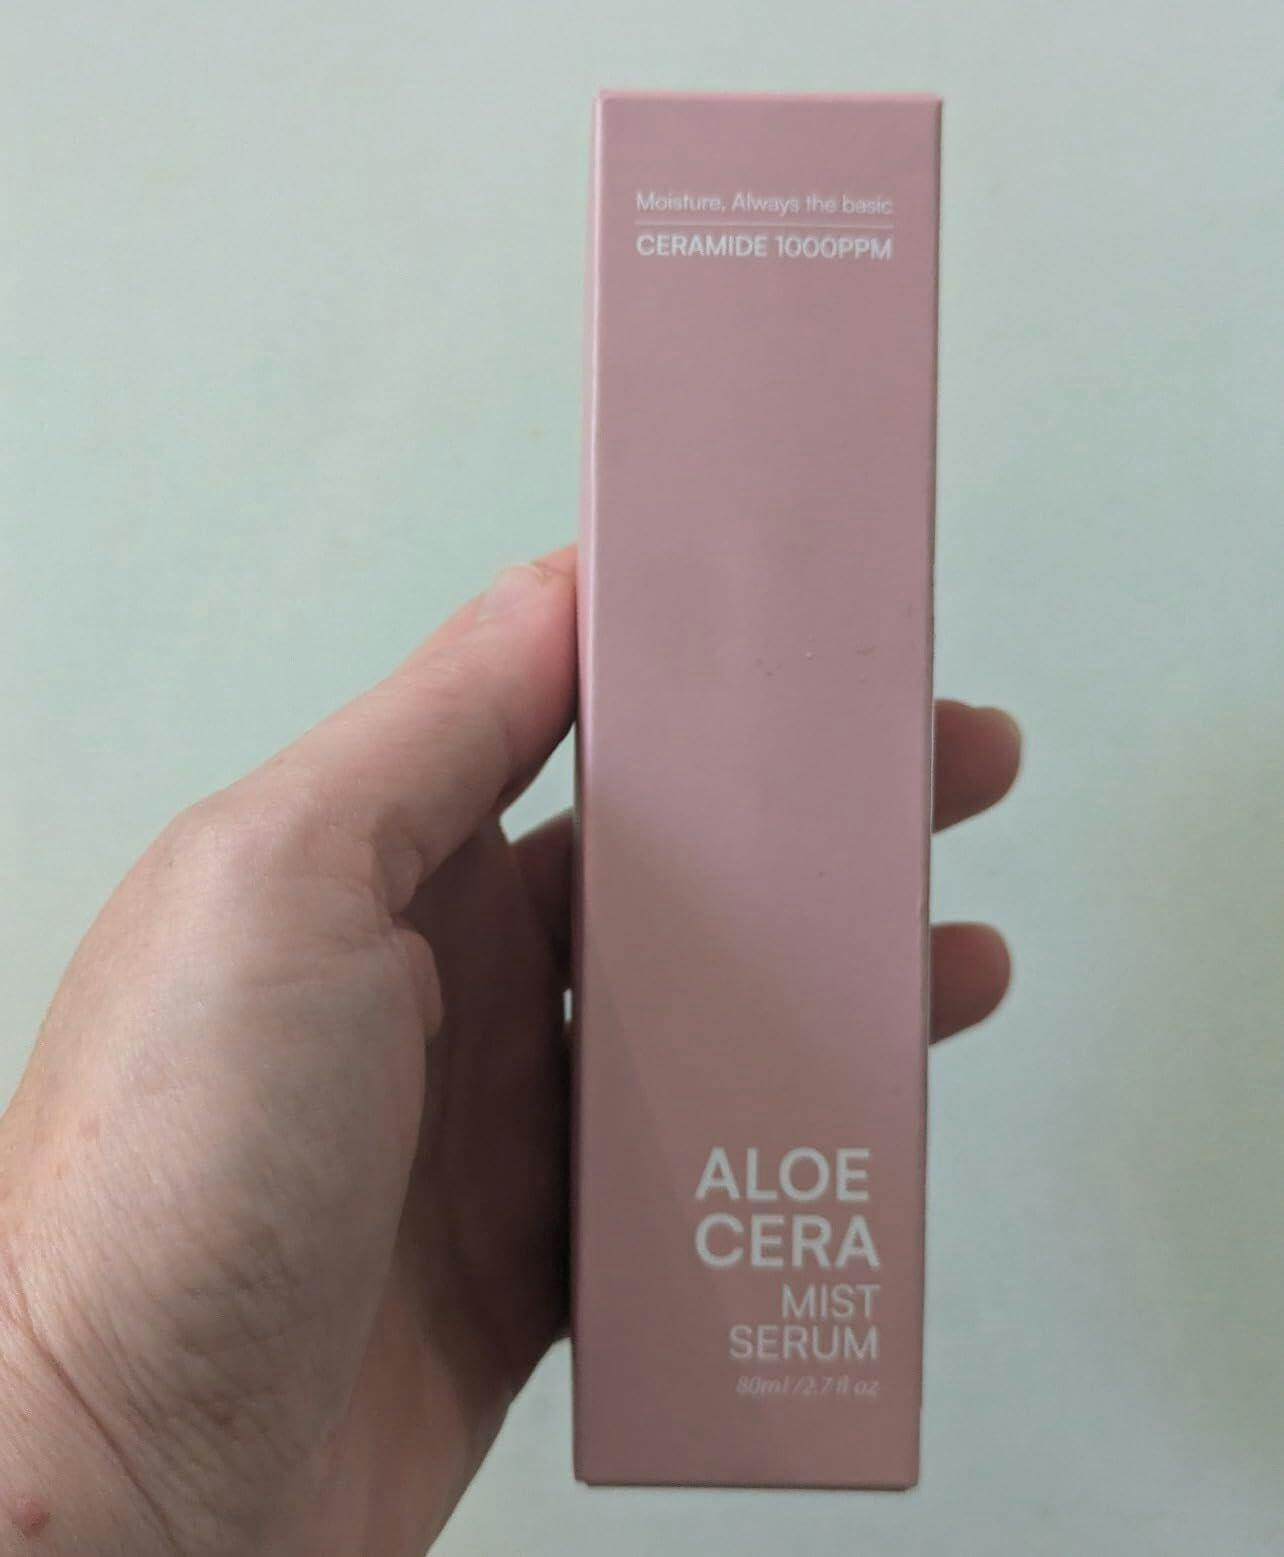 Moisture, Always the basic
CERAMIDE 1000PPM
ALOE
CERA
MIST
SERUM
80ml /2.7 fl oz